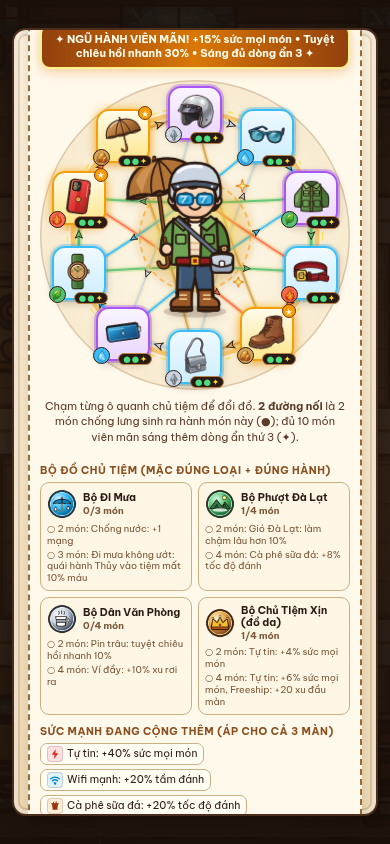 ✦ NGŨ HÀNH VIÊN MÃN! +15% sức mọi món • Tuyệt
chiêu hồi nhanh 30% • Sáng đủ dòng ẩn 3 ✦
Chạm từng ô quanh chủ tiệm để đổi đồ. 2 đường nối là 2
món chống lưng sinh ra hành món này (●); đủ 10 món
viên mãn sáng thêm dòng ẩn thứ 3 (✦).
BỘ ĐỒ CHỦ TIỆM (MẶC ĐÚNG LOẠI + ĐÚNG HÀNH)
Bộ Đi Mưa
0/3 món
○ 2 món: Chống nước: +1
mạng
○ 3 món: Đi mưa không ướt:
quái hành Thủy vào tiệm mất
10% máu
Bộ Phượt Đà Lạt
1/4 món
○ 2 món: Gió Đà Lạt: làm
chậm lâu hơn 10%
○ 4 món: Cà phê sữa đá: +8%
tốc độ đánh
Bộ Dân Văn Phòng
0/4 món
○ 2 món: Pin trâu: tuyệt chiêu
hồi nhanh 10%
○ 4 món: Ví đầy: +10% xu rơi
ra
Bộ Chủ Tiệm Xịn
(đồ da)
1/4 món
○ 2 món: Tự tin: +4% sức mọi
món
○ 4 món: Tự tin: +6% sức mọi
món, Freeship: +20 xu đầu
màn
SỨC MẠNH ĐANG CỘNG THÊM (ÁP CHO CẢ 3 MÀN)
Tự tin: +40% sức mọi món
Wifi mạnh: +20% tầm đánh
Cà phê sữa đá: +20% tốc độ đánh